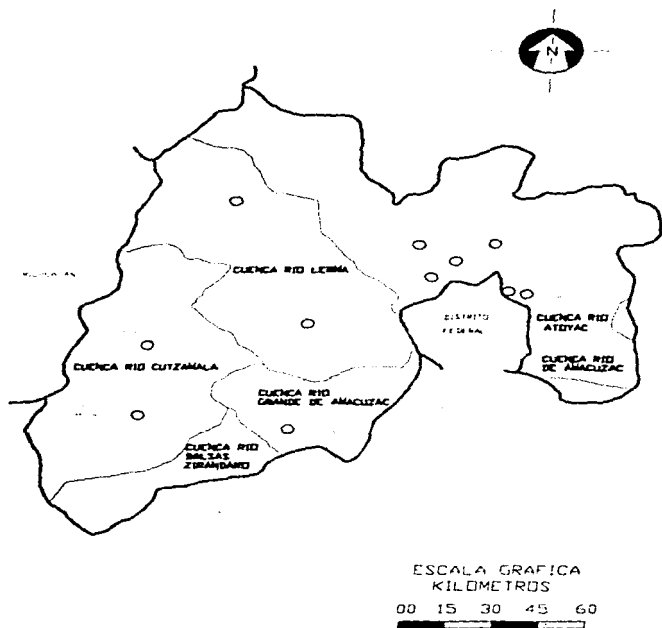 N
CUENCA RIO LERMA
DISTRITO
FEDERAL
CUENCA RIO
ATOYAC
CUENCA RIO
DE AMACUZAC
CUENCA RIO CUTZAMALA
CUENCA RIO
GRANDE DE AMACUZAC
CUENCA RIO
BALSAS
ZIRANDARO
ESCALA GRAFICA
KILOMETROS
00 15 30 45 60